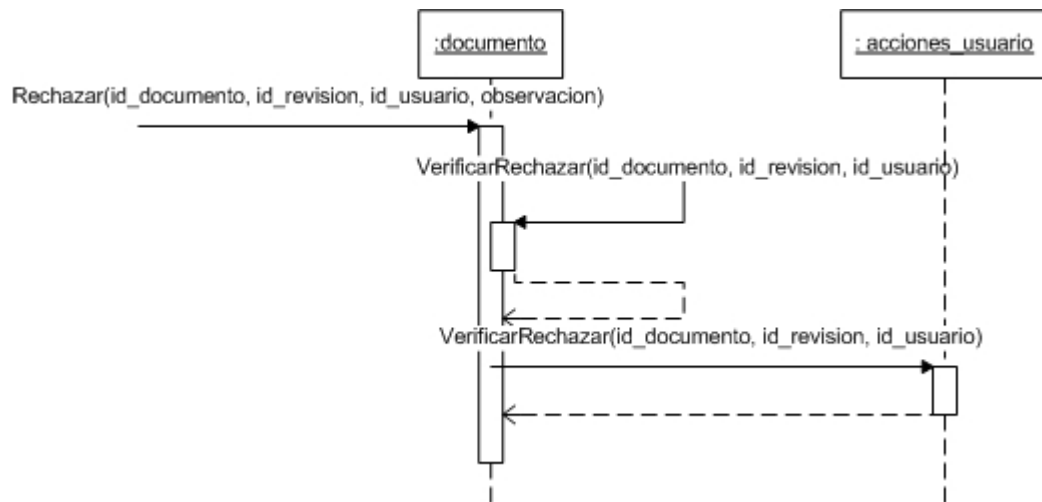 :documento
: acciones_usuario
Rechazar(id_documento, id_revision, id_usuario, observacion)
VerificarRechazar(id_documento, id_revision, id_usuario)
VerificarRechazar(id_documento, id_revision, id_usuario)